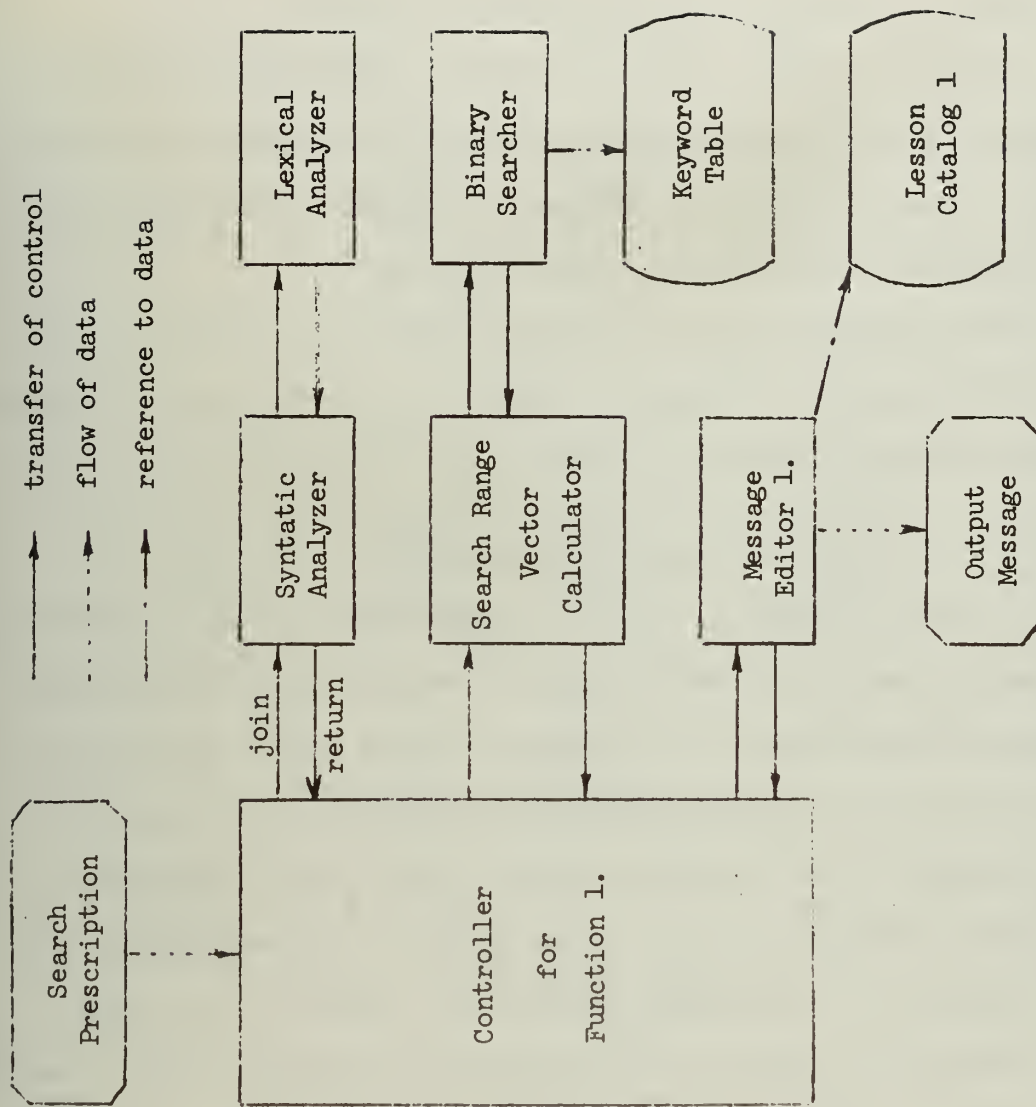 transfer of control
flow of data
reference to data
Search
Prescription
Controller
for
Function 1.
join
return
Syntatic
Analyzer
Lexical
Analyzer
Search Range
Vector
Calculator
Binary
Searcher
Keyword
Table
Message
Editor 1.
Output
Message
Lesson
Catalog 1